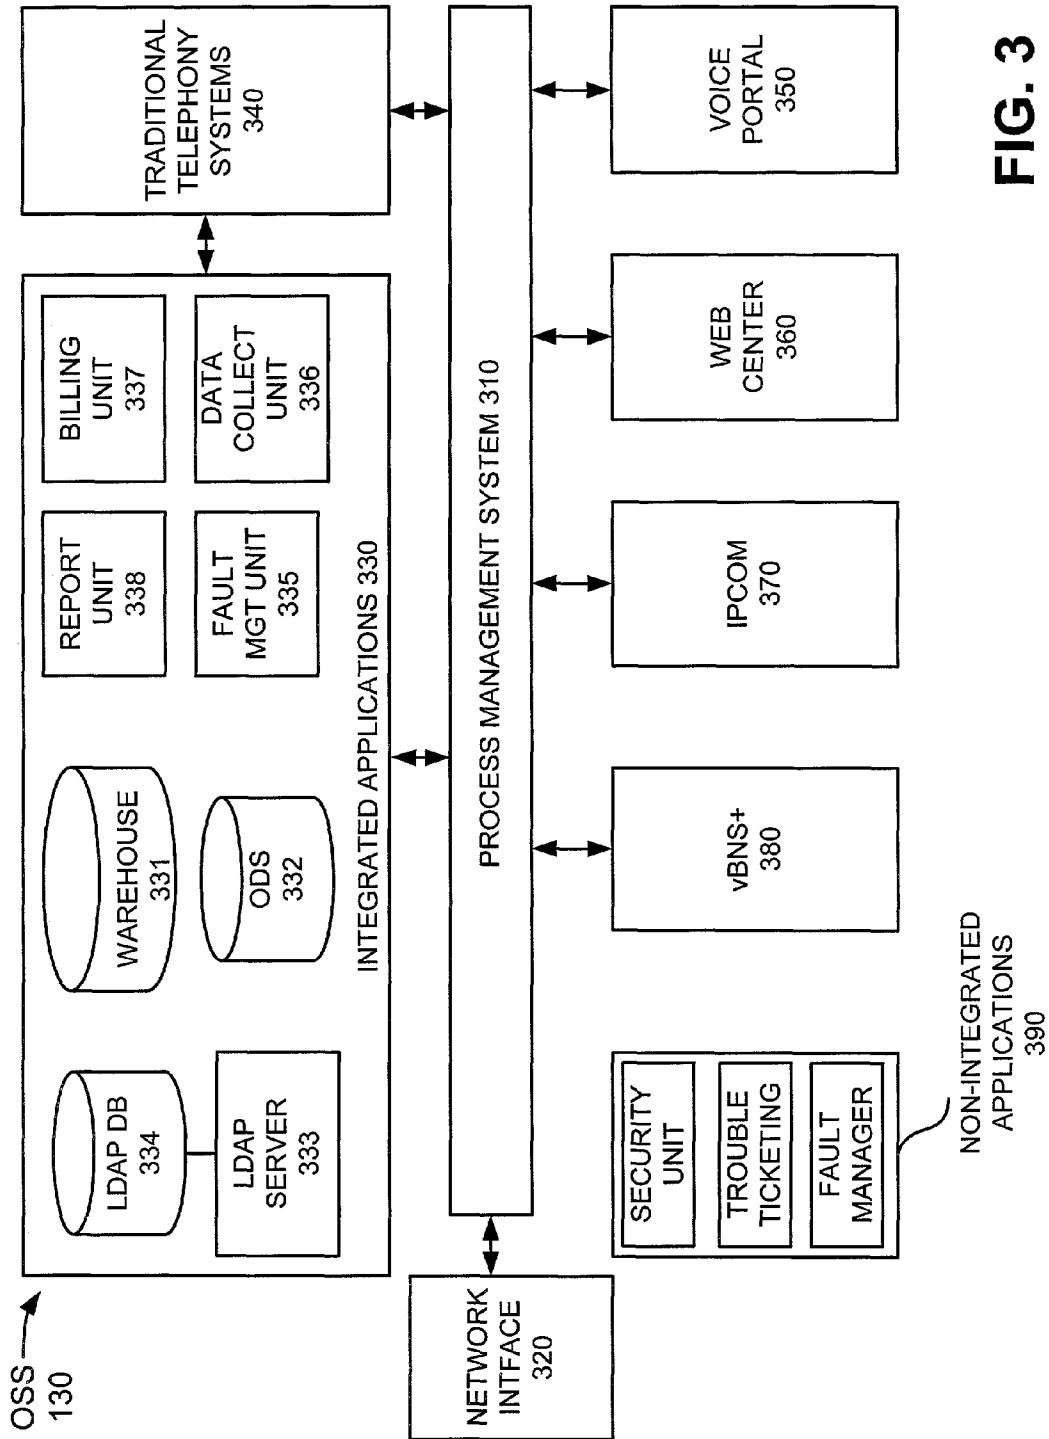 OSS
130
LDAP DB
334
LDAP
SERVER
333
WAREHOUSE
331
ODS
332
REPORT
UNIT
338
FAULT
MGT UNIT
335
BILLING
UNIT
337
DATA
COLLECT
UNIT
336
INTEGRATED APPLICATIONS 330
TRADITIONAL
TELEPHONY
SYSTEMS
340
NETWORK
INTFACE
320
PROCESS MANAGEMENT SYSTEM 310
SECURITY
UNIT
TROUBLE
TICKETING
FAULT
MANAGER
NON-INTEGRATED
APPLICATIONS
390
vBNS+
380
IPCOM
370
WEB
CENTER
360
VOICE
PORTAL
350
FIG. 3